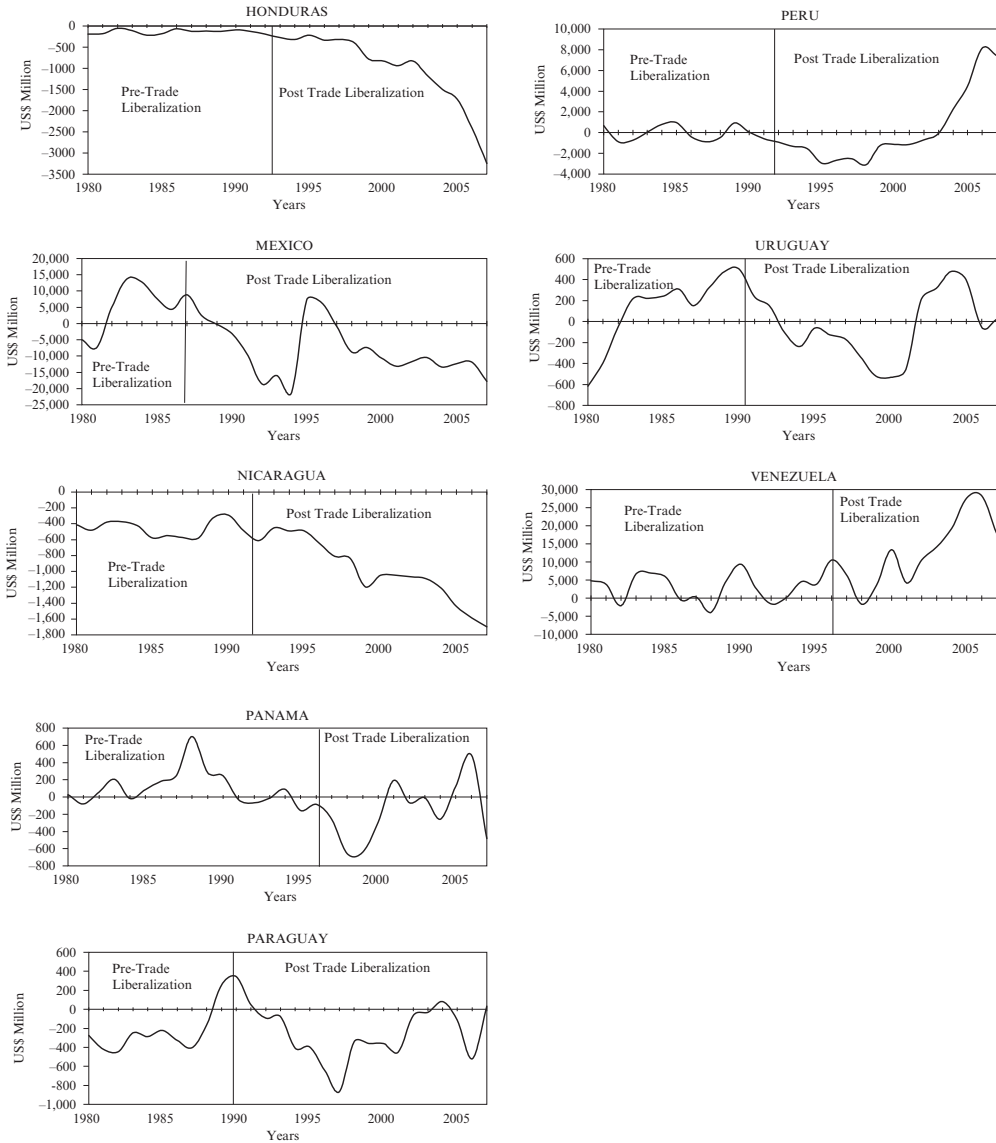 HONDURAS
US$ Million
0
–500
–1000
–1500
–2000
–2500
–3000
–3500
Pre-Trade
Liberalization
Post Trade Liberalization
1980 1985 1990 1995 2000 2005
Years
PERU
US$ Million
10,000
8,000
6,000
4,000
2,000
0
–2,000
–4,000
Pre-Trade
Liberalization
Post Trade Liberalization
1980 1985 1990 1995 2000 2005
Years
MEXICO
US$ Million
20,000
15,000
10,000
5,000
0
–5,000
–10,000
–15,000
–20,000
–25,000
Pre-Trade
Liberalization
Post Trade Liberalization
1980 1985 1990 1995 2000 2005
Years
URUGUAY
US$ Million
600
400
200
0
–200
–400
–600
–800
Pre-Trade
Liberalization
Post Trade Liberalization
1980 1985 1990 1995 2000 2005
Years
NICARAGUA
US$ Million
0
–200
–400
–600
–800
–1,000
–1,200
–1,400
–1,600
–1,800
Pre-Trade
Liberalization
Post Trade Liberalization
1980 1985 1990 1995 2000 2005
Years
VENEZUELA
US$ Million
30,000
25,000
20,000
15,000
10,000
5,000
0
–5,000
–10,000
Pre-Trade
Liberalization
Post Trade
Liberalization
1980 1985 1990 1995 2000 2005
Years
PANAMA
US$ Million
800
600
400
200
0
–200
–400
–600
–800
Pre-Trade
Liberalization
Post Trade Liberalization
1980 1985 1990 1995 2000 2005
Years
PARAGUAY
US$ Million
600
400
200
0
–200
–400
–600
-800
–1,000
Pre-Trade
Liberalization
Post Trade Liberalization
1980 1985 1990 1995 2000 2005
Years